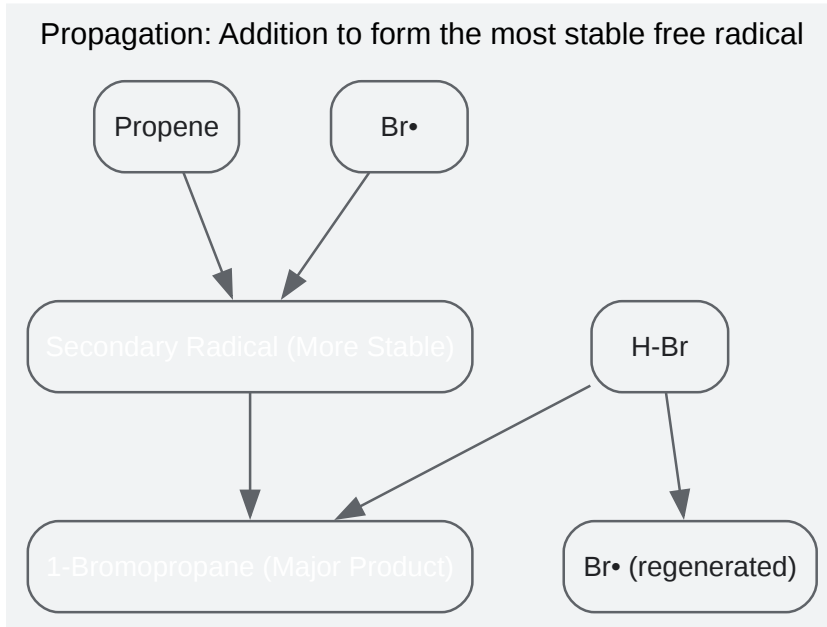 Propagation: Addition to form the most stable free radical
Propene
Br•
Secondary Radical (More Stable)
H-Br
1-Bromopropane (Major Product)
Br• (regenerated)